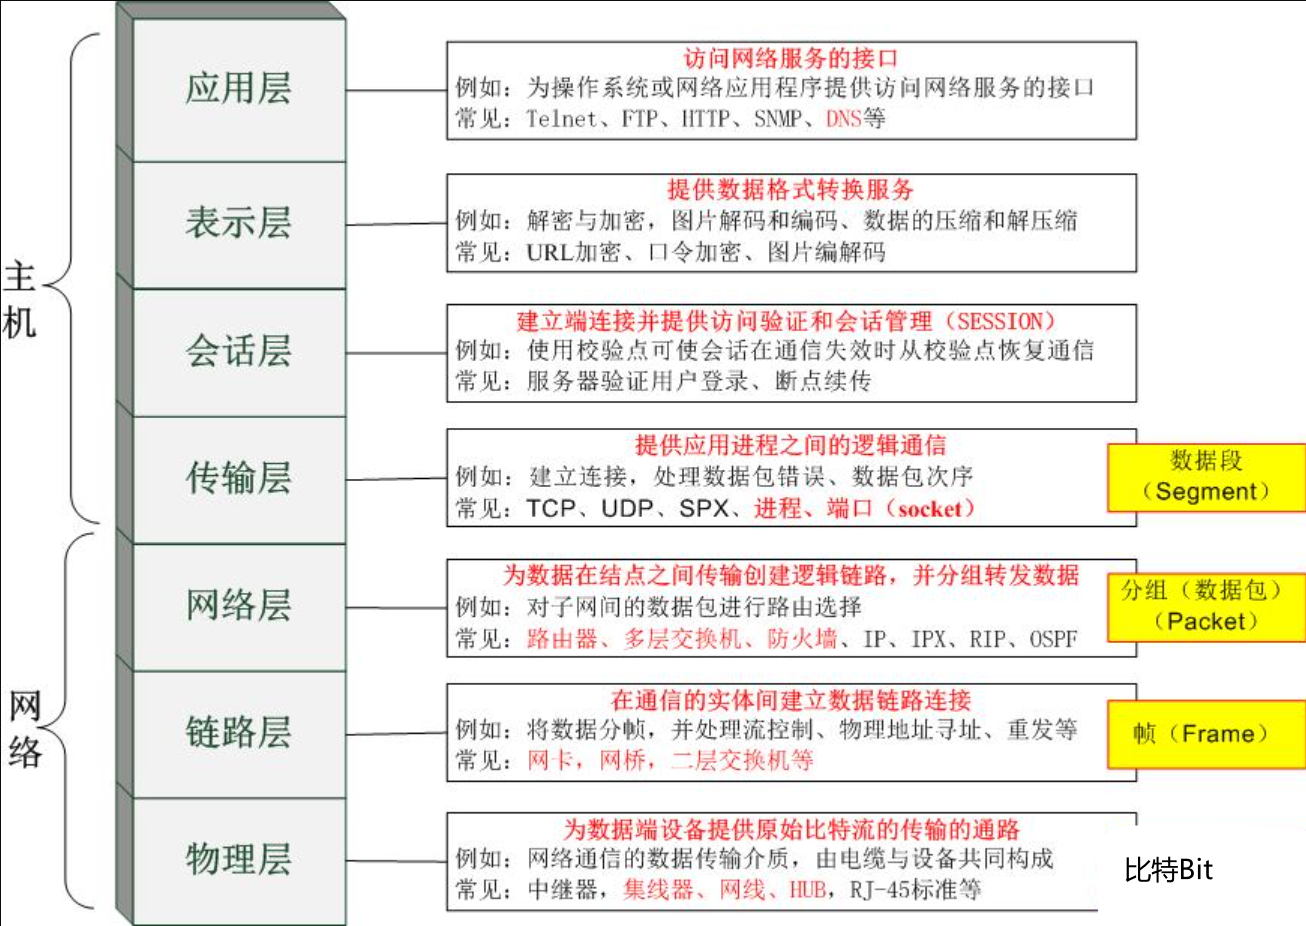 主
机
网
络
应用层
访问网络服务的接口
例如：为操作系统或网络应用程序提供访问网络服务的接口
常见：Telnet、FTP、HTTP、SNMP、DNS等
表示层
提供数据格式转换服务
例如：解密与加密，图片解码和编码、数据的压缩和解压缩
常见：URL加密、口令加密、图片编解码
会话层
建立端连接并提供访问验证和会话管理（SESSION）
例如：使用校验点可使会话在通信失效时从校验点恢复通信
常见：服务器验证用户登录、断点续传
传输层
提供应用进程之间的逻辑通信
例如：建立连接，处理数据包错误、数据包次序
常见：TCP、UDP、SPX、进程、端口（socket）
数据段
（Segment）
网络层
为数据在结点之间传输创建逻辑链路，并分组转发数据
例如：对子网间的数据包进行路由选择
常见：路由器、多层交换机、防火墙、IP、IPX、RIP、OSPF
分组（数据包）
（Packet）
链路层
在通信的实体间建立数据链路连接
例如：将数据分帧，并处理流控制、物理地址寻址、重发等
常见：网卡，网桥，二层交换机等
帧（Frame）
物理层
为数据端设备提供原始比特流的传输的通路
例如：网络通信的数据传输介质，由电缆与设备共同构成
常见：中继器，集线器、网线、HUB，RJ-45标准等
比特Bit